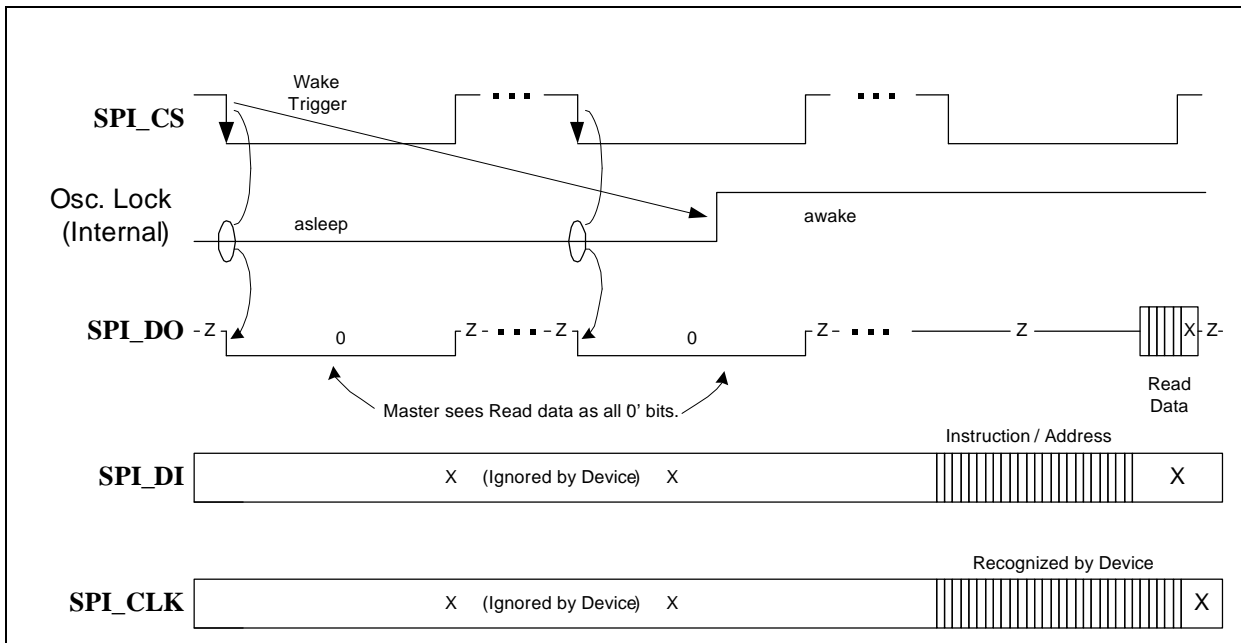 Wake
Trigger
SPI_CS
Osc. Lock
(Internal)
asleep
awake
SPI_DO
Z 0 Z Z 0 Z Z X Z
Master sees Read data as all 0' bits.
Read
Data
Instruction / Address
SPI_DI
X (Ignored by Device) X X
Recognized by Device
SPI_CLK
X (Ignored by Device) X X